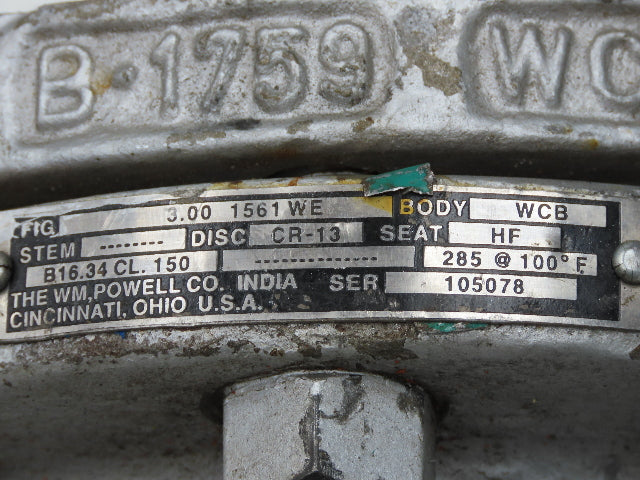 B·1759 WC
FIG. 3.00 1561 WE BODY WCB
STEM -------- DISC CR-13 SEAT HF
B16.34 CL. 150 --------------- 285 @ 100° F.
THE WM, POWELL CO. INDIA SER 105078
CINCINNATI, OHIO U.S.A.